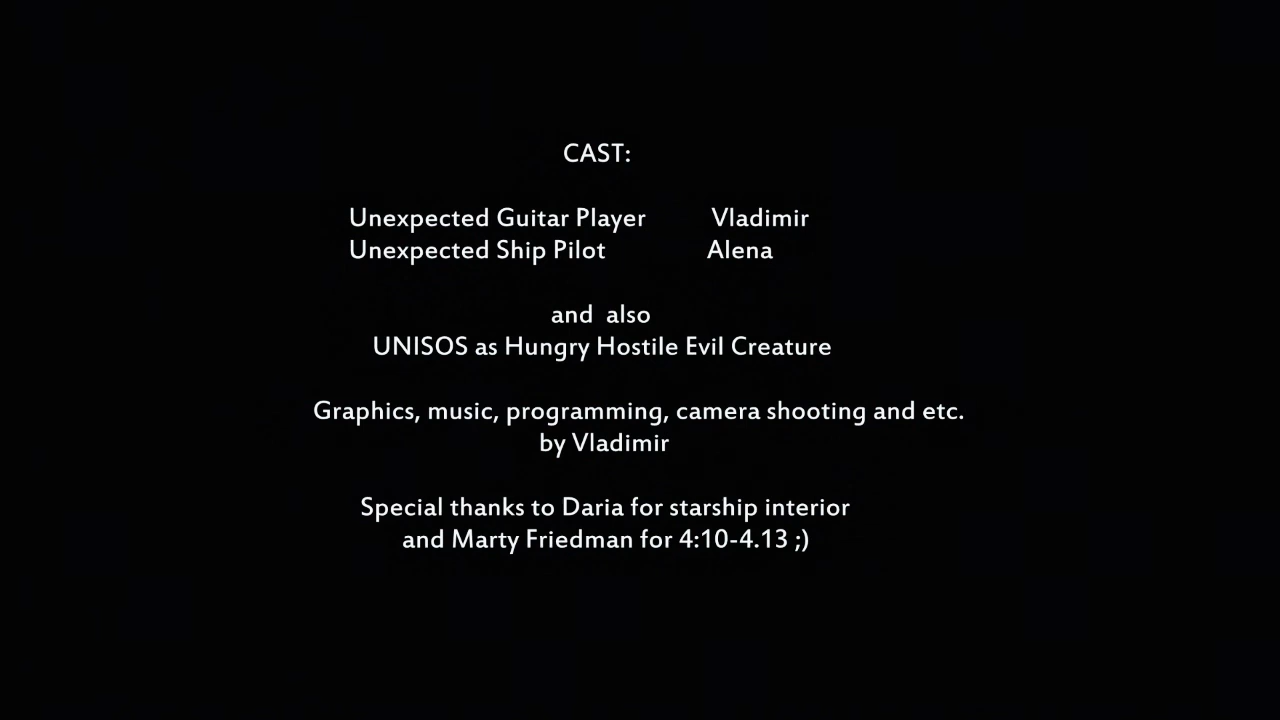 CAST:
Unexpected Guitar Player Vladimir
Unexpected Ship Pilot Alena
and also
UNISOS as Hungry Hostile Evil Creature
Graphics, music, programming, camera shooting and etc.
by Vladimir
Special thanks to Daria for starship interior
and Marty Friedman for 4:10-4.13 ;)